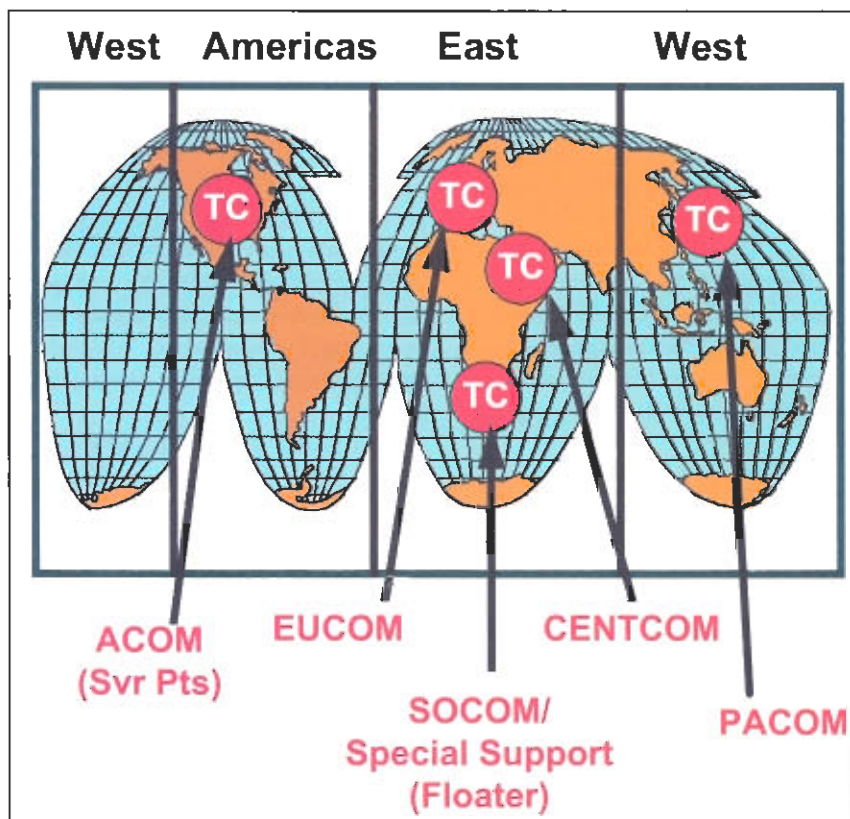 West Americas East West
TC
TC
TC
TC
TC
ACOM
(Svr Pts)
EUCOM
CENTCOM
SOCOM/
Special Support
(Floater)
PACOM